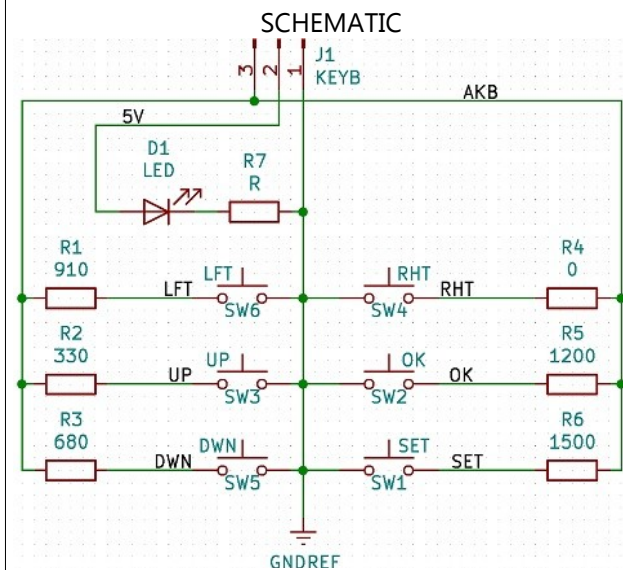 SCHEMATIC
3 2 1
J1
KEYB
AKB
5V
D1
LED
R7
R
R1
910
LFT
LFT
SW6
RHT
SW4
RHT
R4
0
R2
330
UP
UP
SW3
OK
SW2
OK
R5
1200
R3
680
DWN
DWN
SW5
SET
SW1
SET
R6
1500
GNDREF